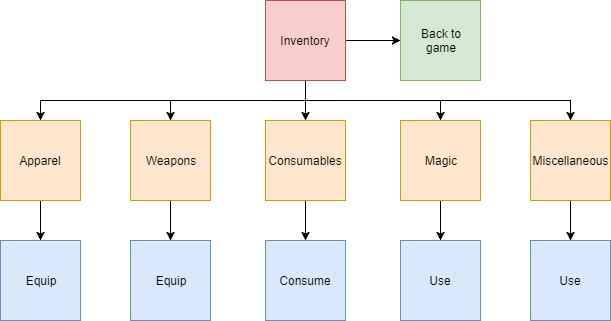 Inventory
Back to
game
Apparel
Weapons
Consumables
Magic
Miscellaneous
Equip
Equip
Consume
Use
Use